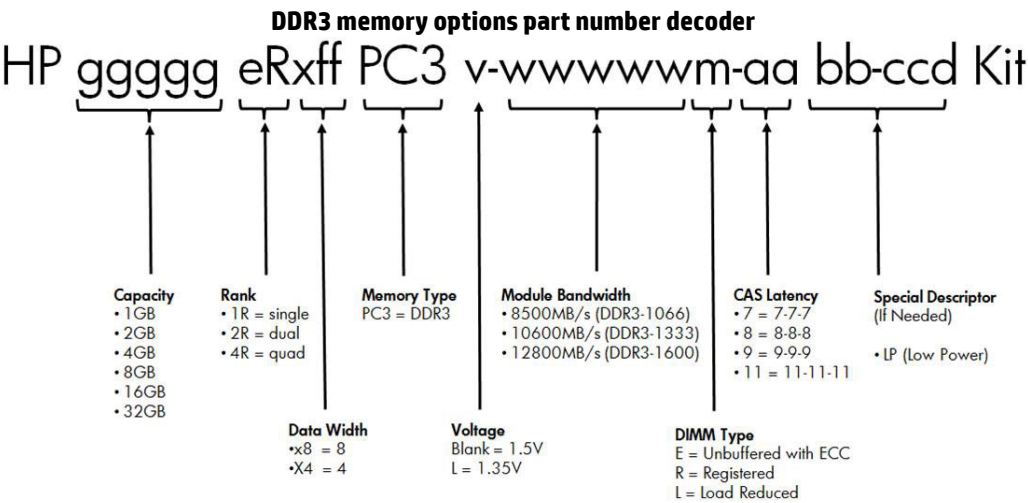 DDR3 memory options part number decoder
HP ggggg eRxff PC3 v-wwwwwm-aa bb-ccd Kit
Capacity
• 1GB
• 2GB
• 4GB
• 8GB
• 16GB
• 32GB
Rank
• 1R = single
• 2R = dual
• 4R = quad
Memory Type
PC3 = DDR3
Module Bandwidth
• 8500MB/s (DDR3-1066)
• 10600MB/s (DDR3-1333)
• 12800MB/s (DDR3-1600)
CAS Latency
• 7 = 7-7-7
• 8 = 8-8-8
• 9 = 9-9-9
• 11 = 11-11-11
Special Descriptor
(If Needed)
• LP (Low Power)
Data Width
•x8 = 8
•X4 = 4
Voltage
Blank = 1.5V
L = 1.35V
DIMM Type
E = Unbuffered with ECC
R = Registered
L = Load Reduced